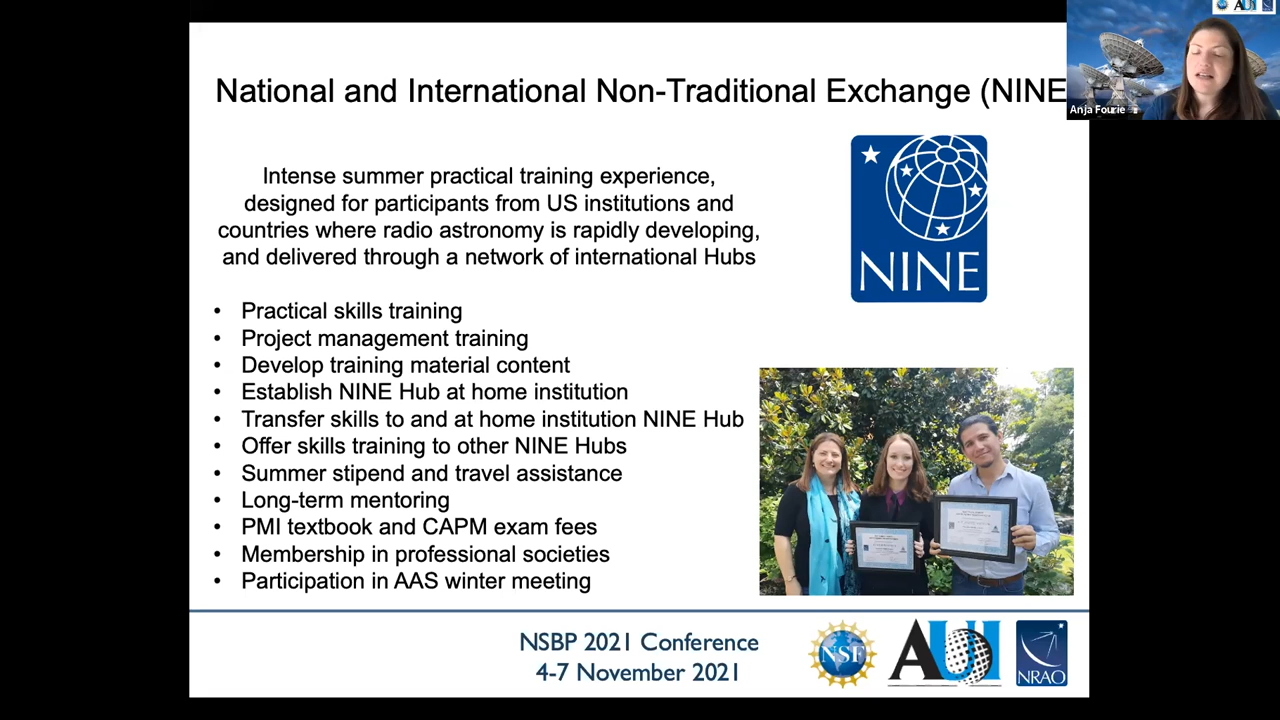 National and International Non-Traditional Exchange (NINE
AUI
Anja Fourie
Intense summer practical training experience,
designed for participants from US institutions and
countries where radio astronomy is rapidly developing,
and delivered through a network of international Hubs
NINE
• Practical skills training
• Project management training
• Develop training material content
• Establish NINE Hub at home institution
• Transfer skills to and at home institution NINE Hub
• Offer skills training to other NINE Hubs
• Summer stipend and travel assistance
• Long-term mentoring
• PMI textbook and CAPM exam fees
• Membership in professional societies
• Participation in AAS winter meeting
NSBP 2021 Conference
4-7 November 2021
NSF
AUI
NRAO